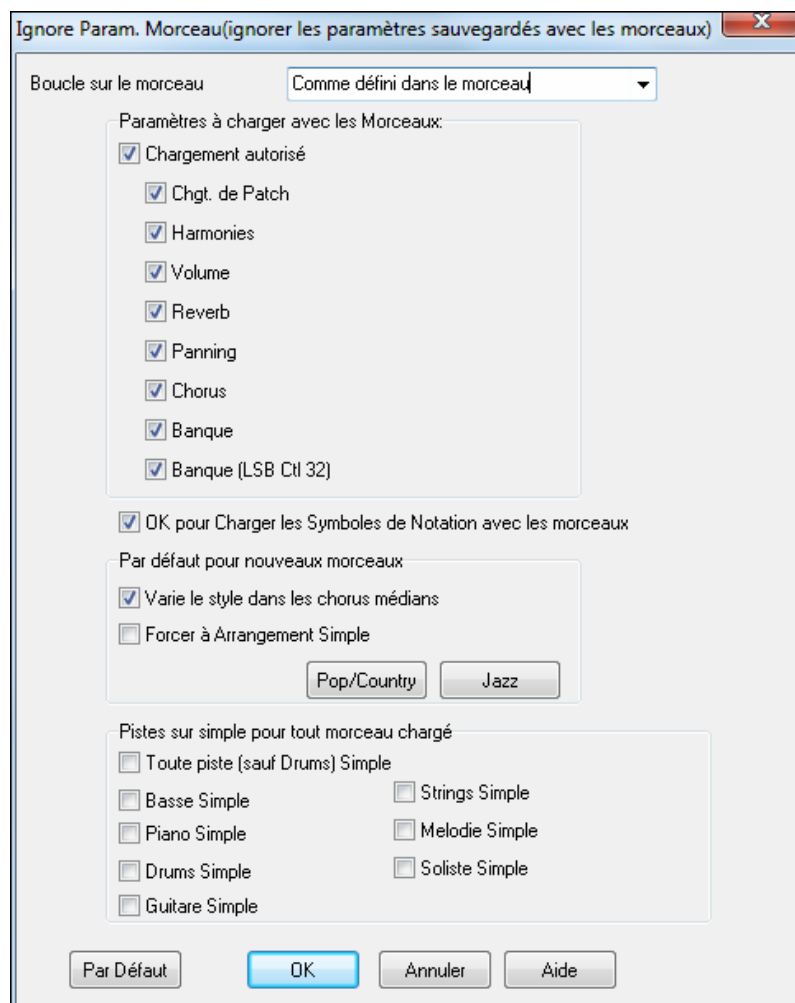 Ignore Param. Morceau(ignorer les paramètres sauvegardés avec les morceaux)
Boucle sur le morceau Comme défini dans le morceau
Paramètres à charger avec les Morceaux:
Chargement autorisé
Chgt. de Patch
Harmonies
Volume
Reverb
Panning
Chorus
Banque
Banque (LSB Ctl 32)
OK pour Charger les Symboles de Notation avec les morceaux
Par défaut pour nouveaux morceaux
Varie le style dans les chorus médians
Forcer à Arrangement Simple
Pop/Country Jazz
Pistes sur simple pour tout morceau chargé
Toute piste (sauf Drums) Simple
Basse Simple Strings Simple
Piano Simple Melodie Simple
Drums Simple Soliste Simple
Guitare Simple
Par Défaut OK Annuler Aide